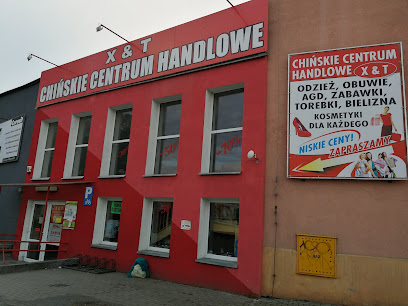 X & T
CHIŃSKIE CENTRUM HANDLOWE
CHIŃSKIE CENTRUM
HANDLOWE X & T
ODZIEŻ, OBUWIE,
AGD, ZABAWKI,
TOREBKI, BIELIZNA
KOSMETYKI
DLA KAŻDEGO
NISKIE CENY!
ZAPRASZAMY
P